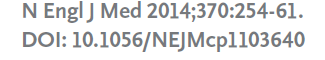 N Engl J Med 2014;370:254-61.
DOI: 10.1056/NEJMcp1103640